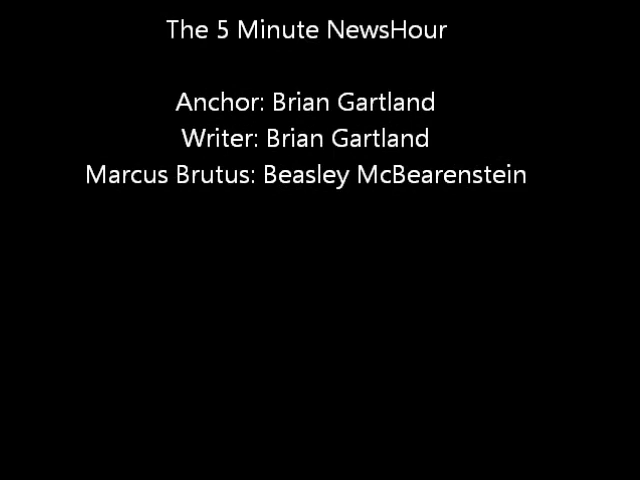 The 5 Minute NewsHour
Anchor: Brian Gartland
Writer: Brian Gartland
Marcus Brutus: Beasley McBearenstein